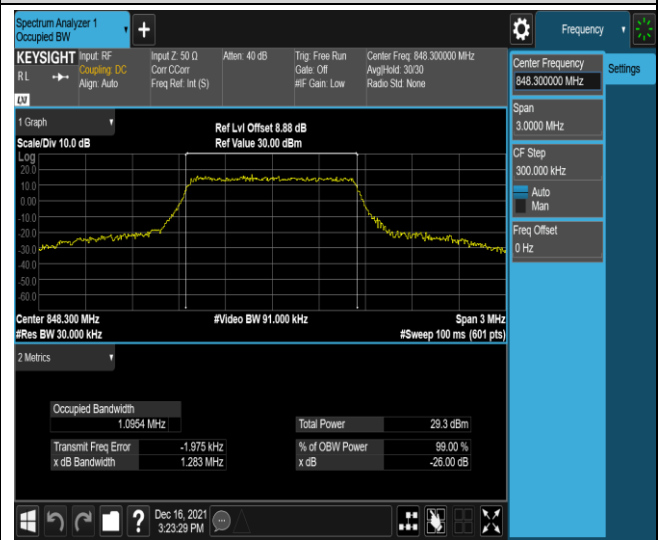 Spectrum Analyzer 1
Occupied BW
+
Frequency
KEYSIGHT
RL
LXI
Input: RF
Coupling: DC
Align: Auto
Input Z: 50 Ω
Corr CCorr
Freq Ref: Int (S)
Atten: 40 dB
Trig: Free Run
Gate: Off
#IF Gain: Low
Center Freq: 848.300000 MHz
Avg|Hold: 30/30
Radio Std: None
Center Frequency
848.300000 MHz
Settings
Span
3.0000 MHz
CF Step
300.000 kHz
Auto
Man
Freq Offset
0 Hz
1 Graph
Scale/Div 10.0 dB
Ref Lvl Offset 8.88 dB
Ref Value 30.00 dBm
Log
20.0
10.0
0.00
-10.0
-20.0
-30.0
-40.0
-50.0
-60.0
Center 848.300 MHz
#Res BW 30.000 kHz
#Video BW 91.000 kHz
Span 3 MHz
#Sweep 100 ms (601 pts)
2 Metrics
Occupied Bandwidth
1.0954 MHz
Total Power 29.3 dBm
Transmit Freq Error -1.975 kHz
% of OBW Power 99.00 %
x dB Bandwidth 1.283 MHz
x dB -26.00 dB
?
Dec 16, 2021
3:23:29 PM